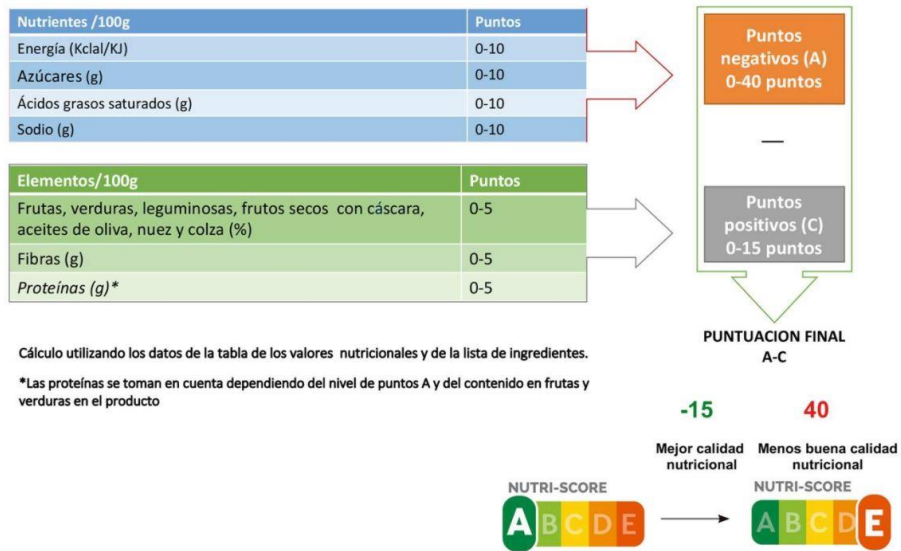 Nutrientes /100g Puntos
Energía (Kclal/KJ) 0-10
Azúcares (g) 0-10
Ácidos grasos saturados (g) 0-10
Sodio (g) 0-10
Puntos
negativos (A)
0-40 puntos
—
Elementos/100g Puntos
Frutas, verduras, leguminosas, frutos secos con cáscara, 0-5
aceites de oliva, nuez y colza (%)
Fibras (g) 0-5
Proteínas (g)* 0-5
Puntos
positivos (C)
0-15 puntos
PUNTUACION FINAL
A-C
Cálculo utilizando los datos de la tabla de los valores nutricionales y de la lista de ingredientes.
*Las proteínas se toman en cuenta dependiendo del nivel de puntos A y del contenido en frutas y
verduras en el producto
-15 40
Mejor calidad Menos buena calidad
nutricional nutricional
NUTRI-SCORE NUTRI-SCORE
A B C D E A B C D E